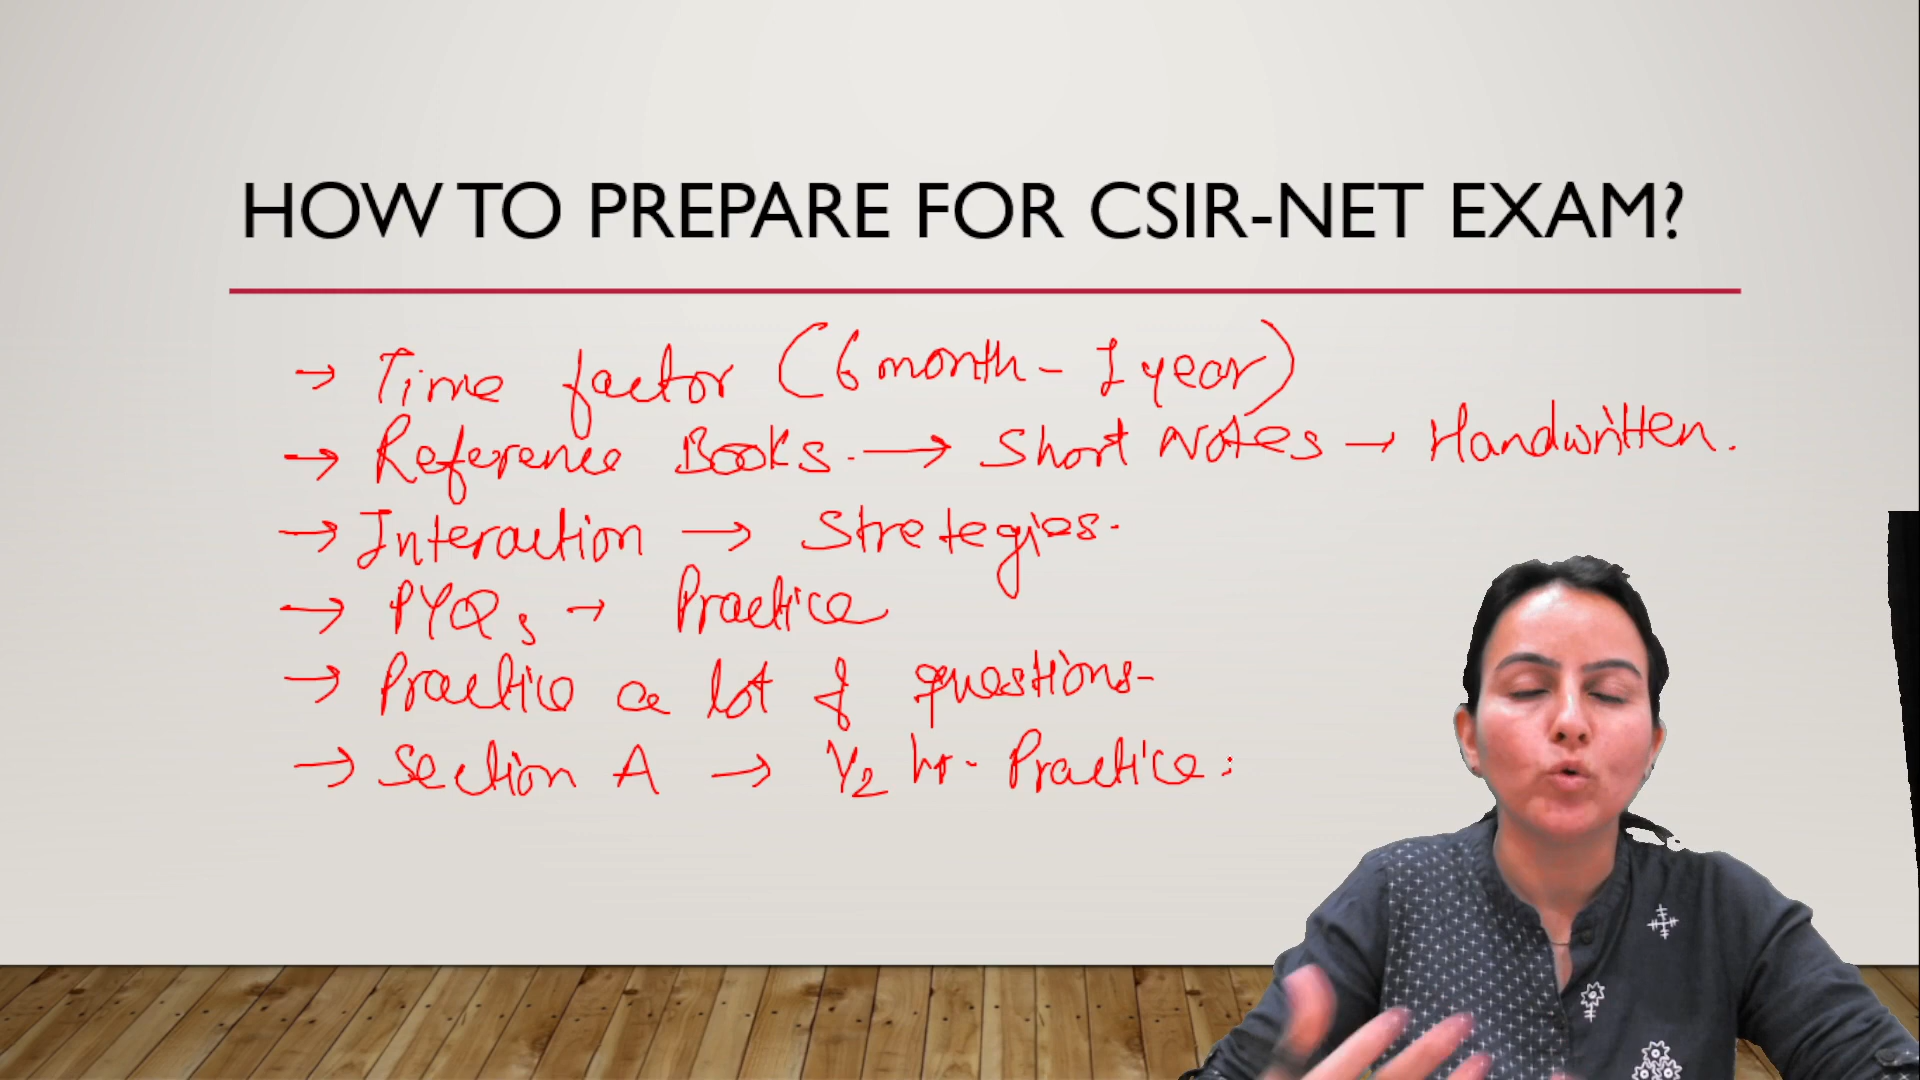 HOW TO PREPARE FOR CSIR-NET EXAM?
→ Time factor (6 month - 1 year)
→ Reference Books. → Short Notes → Handwritten.
→ Interaction → Stretegies.
→ PYQs → Practice
→ Practice a lot of questions-
→ Section A → 1/2 hr. Practice: